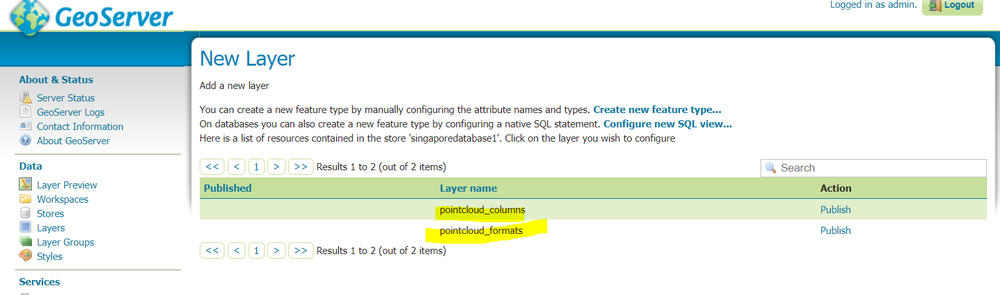 GeoServer
Logged in as admin.
Logout
New Layer
Add a new layer
You can create a new feature type by manually configuring the attribute names and types. Create new feature type...
On databases you can also create a new feature type by configuring a native SQL statement. Configure new SQL view...
Here is a list of resources contained in the store 'singaporedatabase1'. Click on the layer you wish to configure
<< < 1 > >> Results 1 to 2 (out of 2 items)
Search
Published Layer name Action
pointcloud_columns Publish
pointcloud_formats Publish
<< < 1 > >> Results 1 to 2 (out of 2 items)
About & Status
Server Status
GeoServer Logs
Contact Information
About GeoServer
Data
Layer Preview
Workspaces
Stores
Layers
Layer Groups
Styles
Services